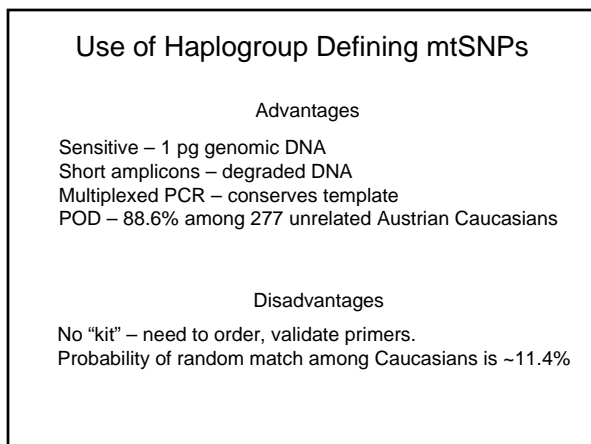 Use of Haplogroup Defining mtSNPs
Advantages
Sensitive – 1 pg genomic DNA
Short amplicons – degraded DNA
Multiplexed PCR – conserves template
POD – 88.6% among 277 unrelated Austrian Caucasians
Disadvantages
No “kit” – need to order, validate primers.
Probability of random match among Caucasians is ~11.4%